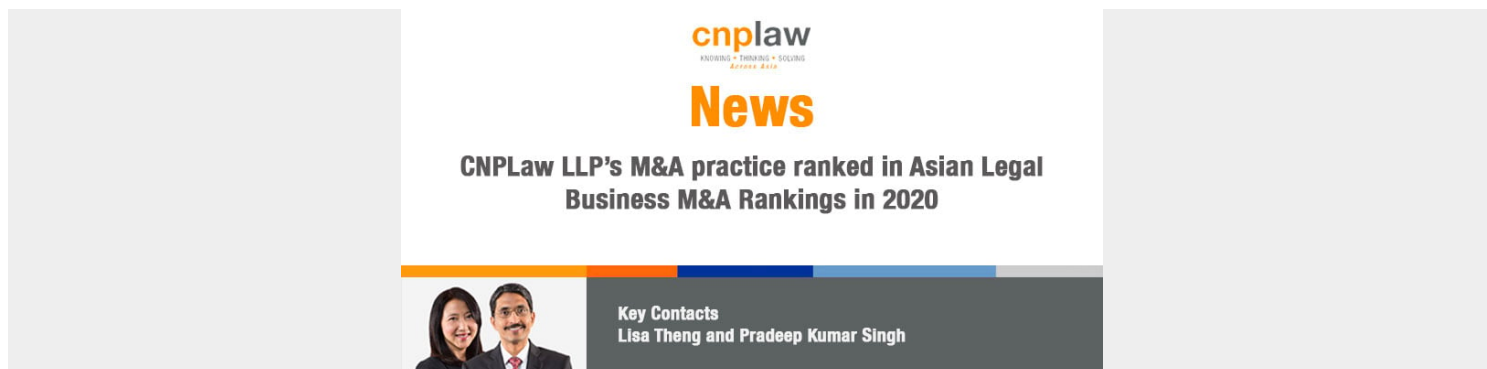 cnplaw
KNOWING • THINKING • SOLVING
Across Asia
News
CNPLaw LLP’s M&A practice ranked in Asian Legal
Business M&A Rankings in 2020
Key Contacts
Lisa Theng and Pradeep Kumar Singh